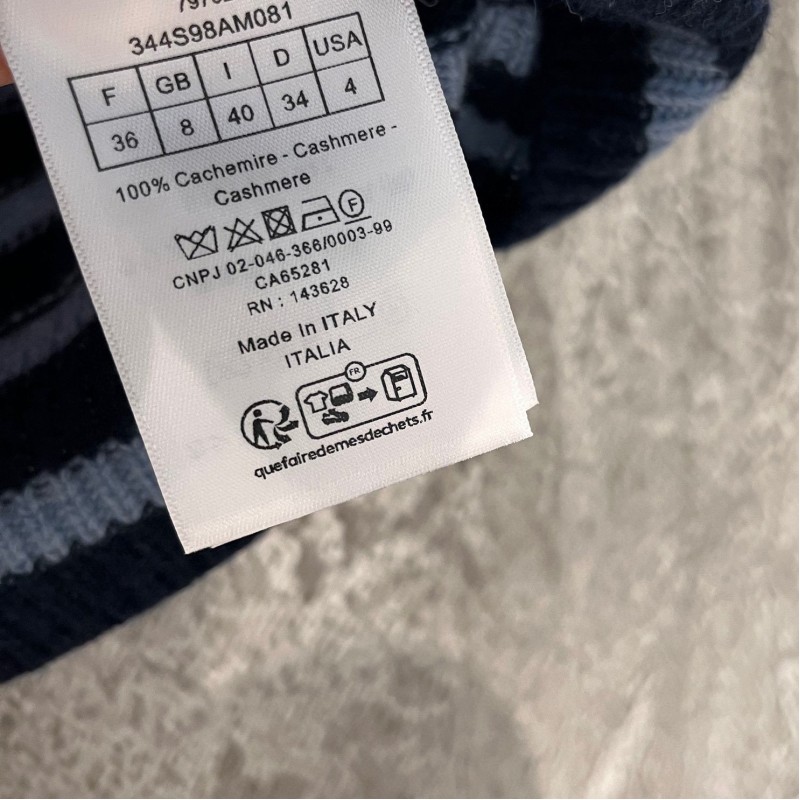 344S98AM081
F GB I D USA
36 8 40 34 4
100% Cachemire - Cashmere -
Cashmere
F
CNPJ 02-046-366/0003-99
CA65281
RN : 143628
Made In ITALY
ITALIA
FR
quefairedemesdechets.fr